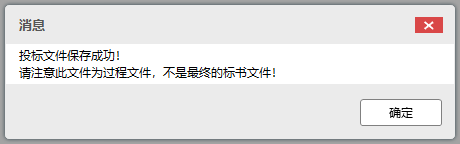 消息
投标文件保存成功！
请注意此文件为过程文件，不是最终的标书文件！
确定